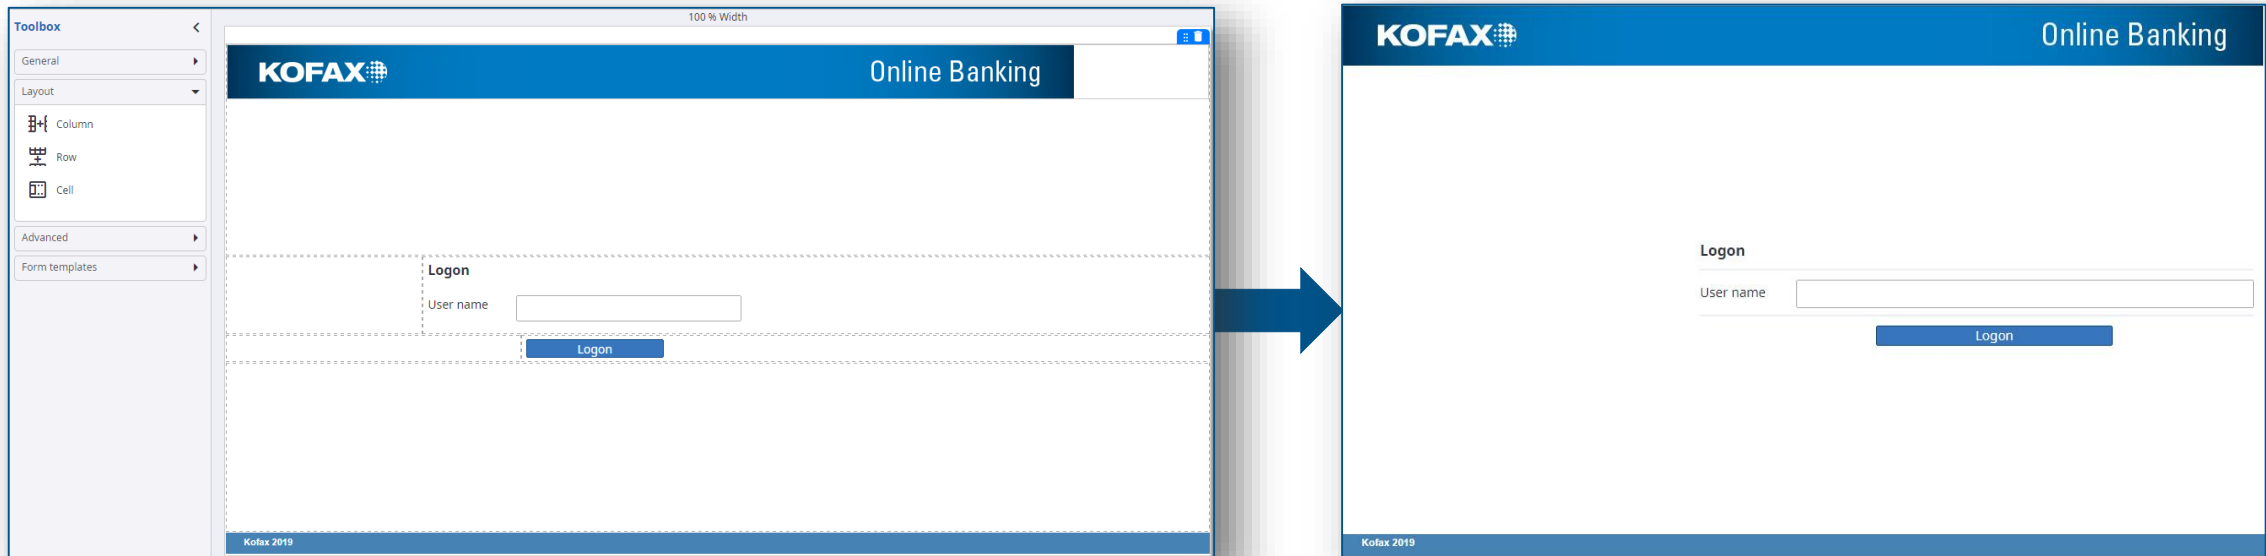 Toolbox
General
Layout
Column
Row
Cell
Advanced
Form templates
100 % Width
KOFAX Online Banking
Logon
User name
Logon
Kofax 2019
KOFAX Online Banking
Logon
User name
Logon
Kofax 2019